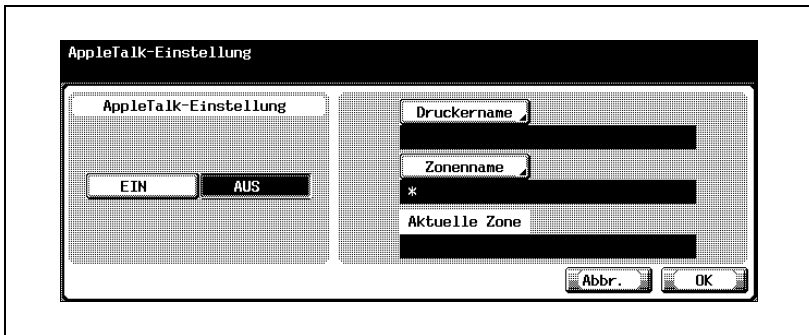 AppleTalk-Einstellung
AppleTalk-Einstellung
EIN
AUS
Druckername
Zonenname
*
Aktuelle Zone
Abbr.
OK